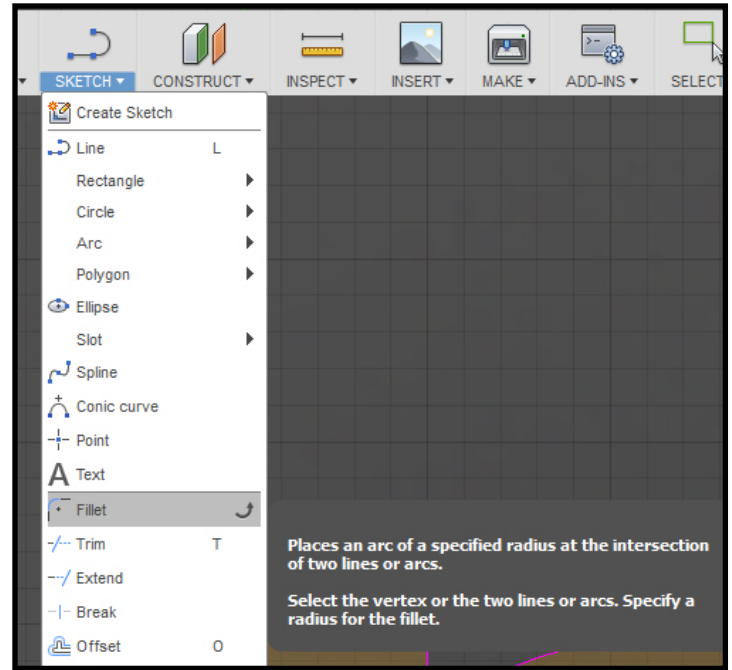 SKETCH ▾ CONSTRUCT ▾ INSPECT ▾ INSERT ▾ MAKE ▾ ADD-INS ▾ SELECT
Create Sketch
Line L
Rectangle
Circle
Arc
Polygon
Ellipse
Slot
Spline
Conic curve
Point
Text
Fillet
Trim T
Extend
Break
Offset O
Places an arc of a specified radius at the intersection
of two lines or arcs.
Select the vertex or the two lines or arcs. Specify a
radius for the fillet.